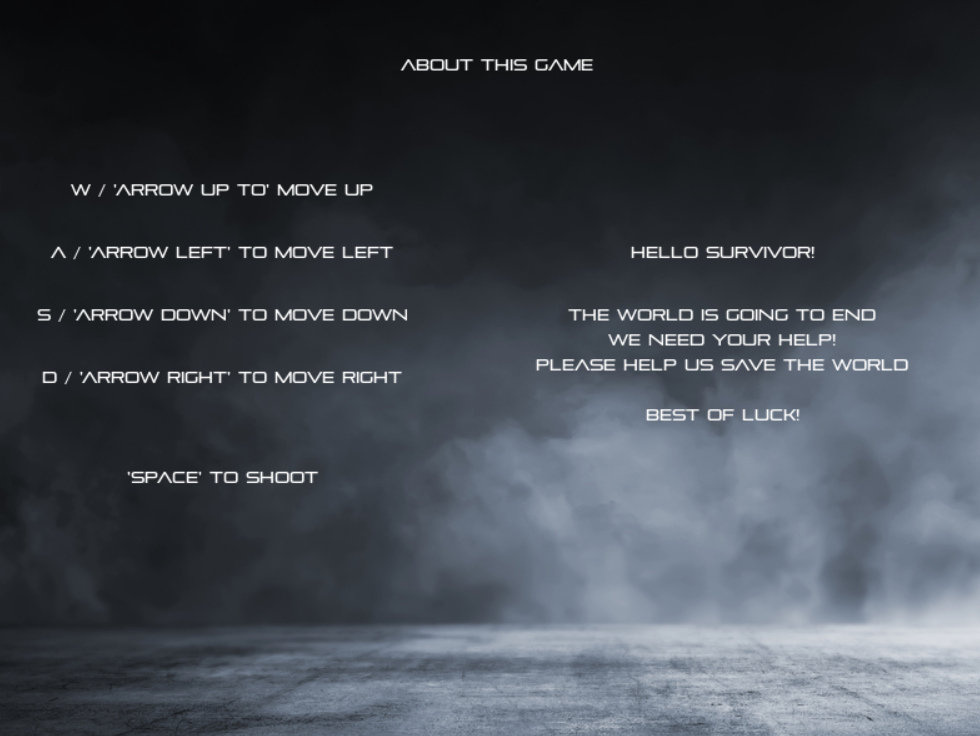 ABOUT THIS GAME
W / 'ARROW UP TO' MOVE UP
A / 'ARROW LEFT' TO MOVE LEFT
S / 'ARROW DOWN' TO MOVE DOWN
D / 'ARROW RIGHT' TO MOVE RIGHT
'SPACE' TO SHOOT
HELLO SURVIVOR!
THE WORLD IS GOING TO END
WE NEED YOUR HELP!
PLEASE HELP US SAVE THE WORLD
BEST OF LUCK!